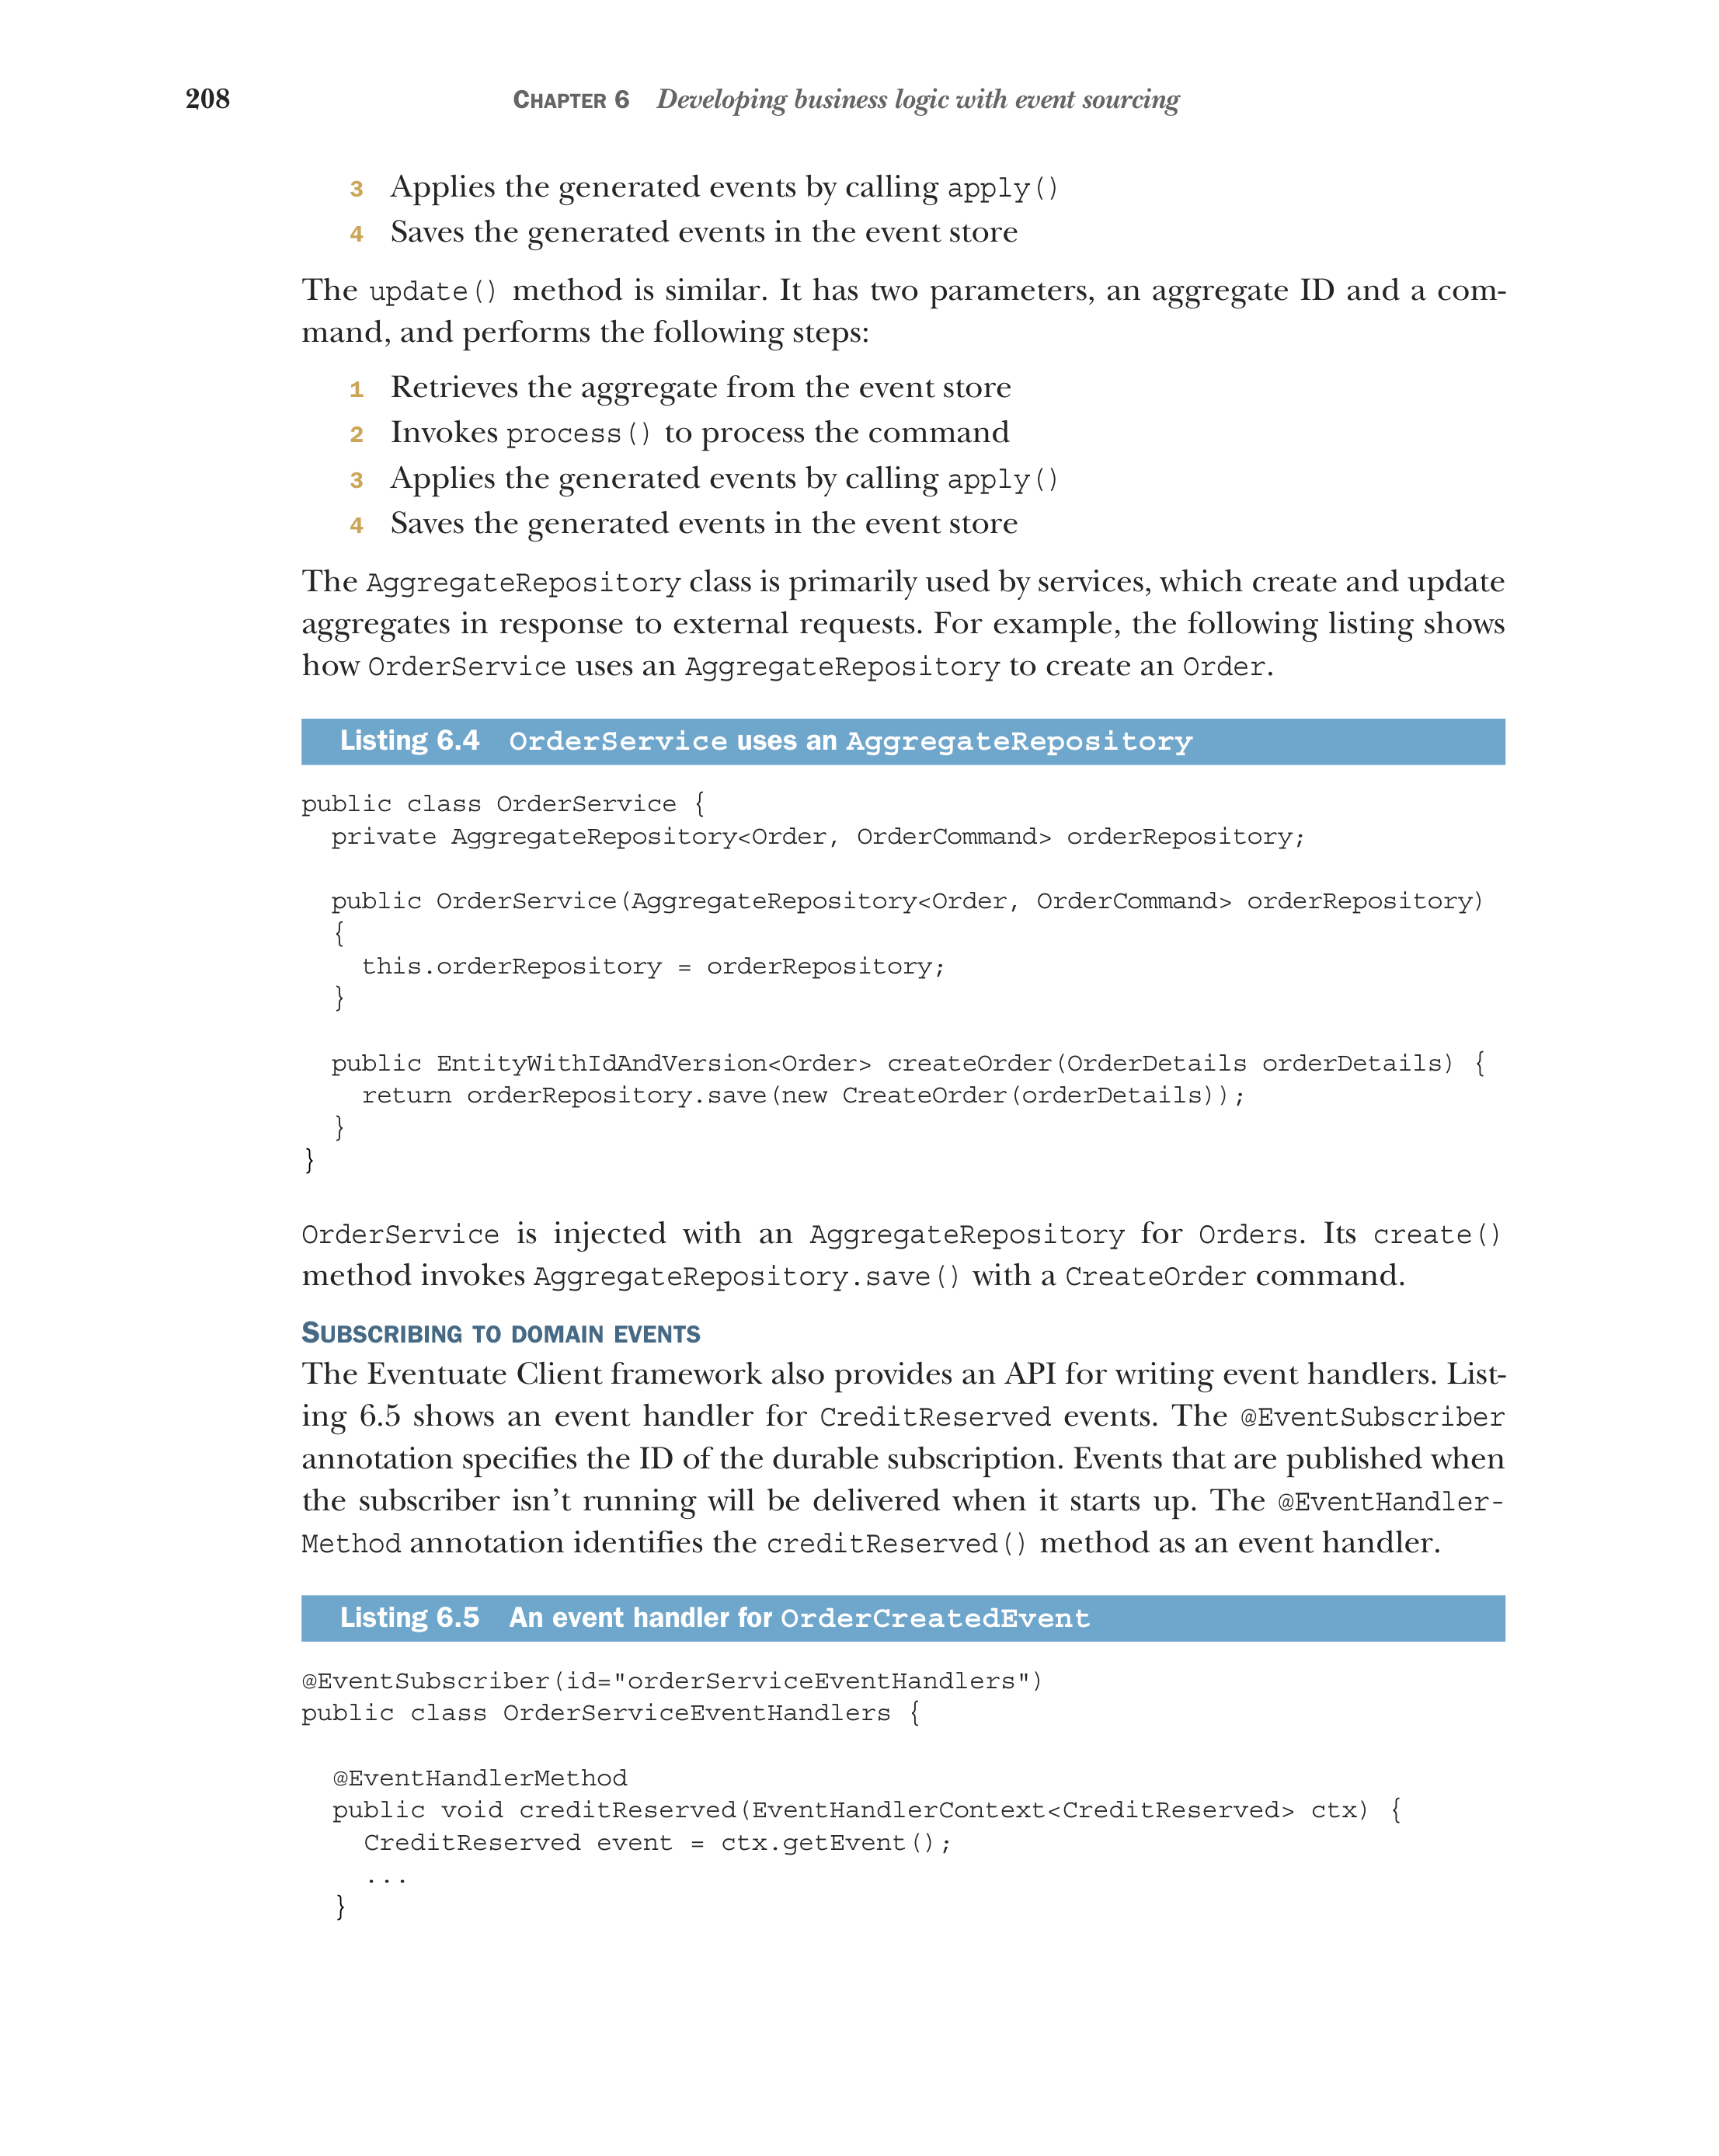 208 CHAPTER 6 Developing business logic with event sourcing
3 Applies the generated events by calling apply()
4 Saves the generated events in the event store
The update() method is similar. It has two parameters, an aggregate ID and a com-
mand, and performs the following steps:
1 Retrieves the aggregate from the event store
2 Invokes process() to process the command
3 Applies the generated events by calling apply()
4 Saves the generated events in the event store
The AggregateRepository class is primarily used by services, which create and update
aggregates in response to external requests. For example, the following listing shows
how OrderService uses an AggregateRepository to create an Order.
Listing 6.4 OrderService uses an AggregateRepository
public class OrderService {
  private AggregateRepository<Order, OrderCommand> orderRepository;
  public OrderService(AggregateRepository<Order, OrderCommand> orderRepository)
  {
    this.orderRepository = orderRepository;
  }
  public EntityWithIdAndVersion<Order> createOrder(OrderDetails orderDetails) {
    return orderRepository.save(new CreateOrder(orderDetails));
  }
}
OrderService is injected with an AggregateRepository for Orders. Its create()
method invokes AggregateRepository.save() with a CreateOrder command.
SUBSCRIBING TO DOMAIN EVENTS
The Eventuate Client framework also provides an API for writing event handlers. List-
ing 6.5 shows an event handler for CreditReserved events. The @EventSubscriber
annotation specifies the ID of the durable subscription. Events that are published when
the subscriber isn’t running will be delivered when it starts up. The @EventHandler-
Method annotation identifies the creditReserved() method as an event handler.
Listing 6.5 An event handler for OrderCreatedEvent
@EventSubscriber(id="orderServiceEventHandlers")
public class OrderServiceEventHandlers {
  @EventHandlerMethod
  public void creditReserved(EventHandlerContext<CreditReserved> ctx) {
    CreditReserved event = ctx.getEvent();
    ...
  }